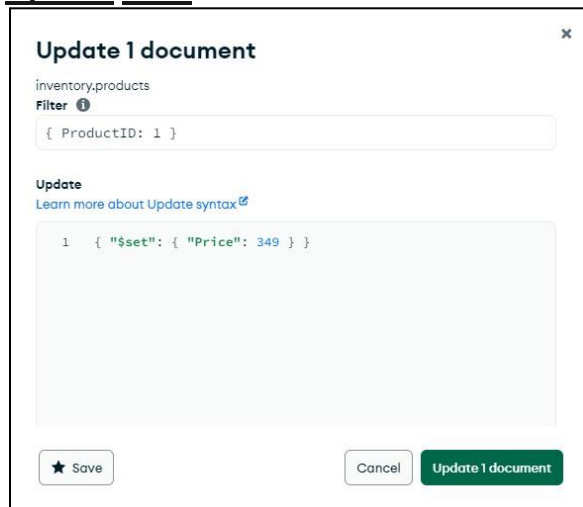 Update 1 document
inventory.products
Filter
{ ProductID: 1 }
Update
Learn more about Update syntax
1 { "$set": { "Price": 349 } }
Save
Cancel
Update 1 document